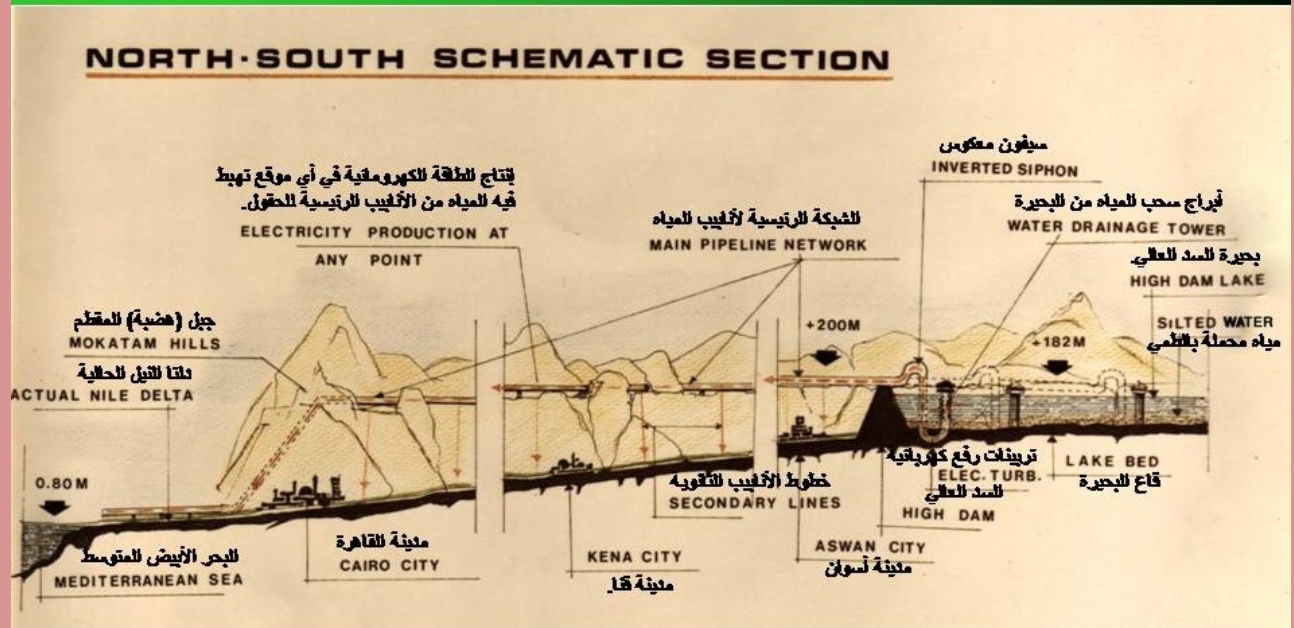 NORTH·SOUTH SCHEMATIC SECTION
سيفون معكوس
INVERTED SIPHON
إنتاج للطاقة الكهرومائية في أي موقع تهبط
فيه المياه من الأنابيب الرئيسية للحقول.
ELECTRICITY PRODUCTION AT
ANY POINT
الشبكة الرئيسية لأنابيب المياه
MAIN PIPELINE NETWORK
أبراج سحب المياه من البحيرة
WATER DRAINAGE TOWER
بحيرة السد العالي
HIGH DAM LAKE
جبل (هضبة) المقطم
MOKATAM HILLS
+200M
+182M
SILTED WATER
مياه محملة بالطمي
دلتا النيل الحالية
ACTUAL NILE DELTA
0.80M
خطوط الأنابيب الثانوية
SECONDARY LINES
تربينات رفع كهربائية
ELEC. TURB.
LAKE BED
قاع البحيرة
السد العالي
HIGH DAM
البحر الأبيض المتوسط
MEDITERRANEAN SEA
مدينة القاهرة
CAIRO CITY
KENA CITY
مدينة قنا
ASWAN CITY
مدينة أسوان